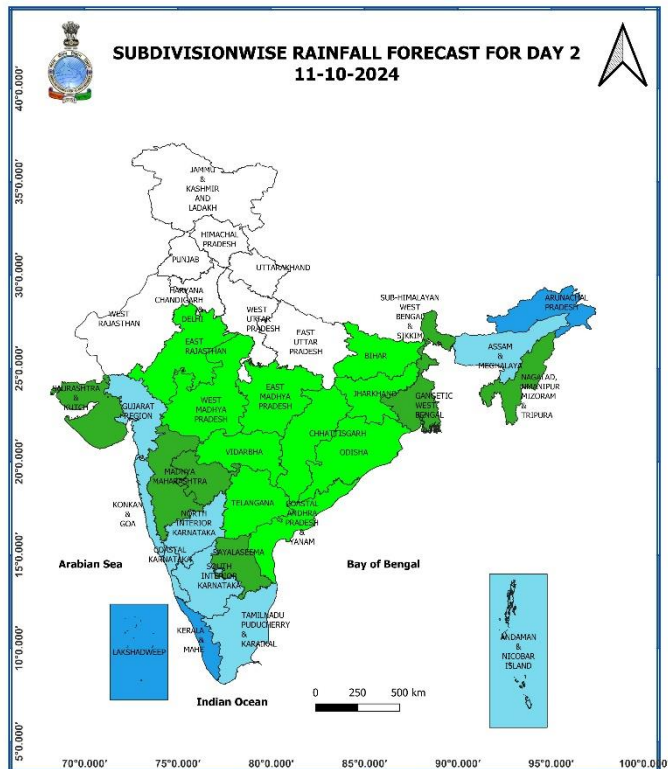 SUBDIVISIONWISE RAINFALL FORECAST FOR DAY 2
11-10-2024
40°0.000'
35°0.000'
30°0.000'
25°0.000'
20°0.000'
15°0.000'
10°0.000'
5°0.000'
JAMMU
&
KASHMIR
AND
LADAKH
HIMACHAL
PRADESH
PUNJAB
UTTARAKHAND
HARYANA
CHANDIGARH
&
DELHI
WEST
RAJASTHAN
WEST
UTTAR
PRADESH
EAST
UTTAR
PRADESH
SUB-HIMALAYAN
WEST
BENGAL
&
SIKKIM
ARUNACHAL
PRADESH
ASSAM
&
MEGHALAYA
NAGALAD,
MANIPUR
MIZORAM
&
TRIPURA
EAST
RAJASTHAN
BIHAR
SAURASHTRA
&
KUTCH
GUJARAT
REGION
WEST
MADHYA
PRADESH
EAST
MADHYA
PRADESH
JHARKHAND
GANGETIC
WEST
BENGAL
CHHATTISGARH
ODISHA
VIDARBHA
MADHYA
MAHARASHTRA
KONKAN
&
GOA
TELANGANA
COASTAL
ANDHRA
PRADESH
&
YANAM
NORTH
INTERIOR
KARNATAKA
COASTAL
KARNATAKA
RAYALASEEMA
SOUTH
INTERIOR
KARNATAKA
Arabian Sea
Bay of Bengal
TAMILNADU
PUDUCHERRY
&
KARAIKAL
KERALA
&
MAHE
LAKSHADWEEP
ANDAMAN
&
NICOBAR
ISLAND
Indian Ocean
0 250 500 km
70°0.000' 75°0.000' 80°0.000' 85°0.000' 90°0.000' 95°0.000' 100°0.000'